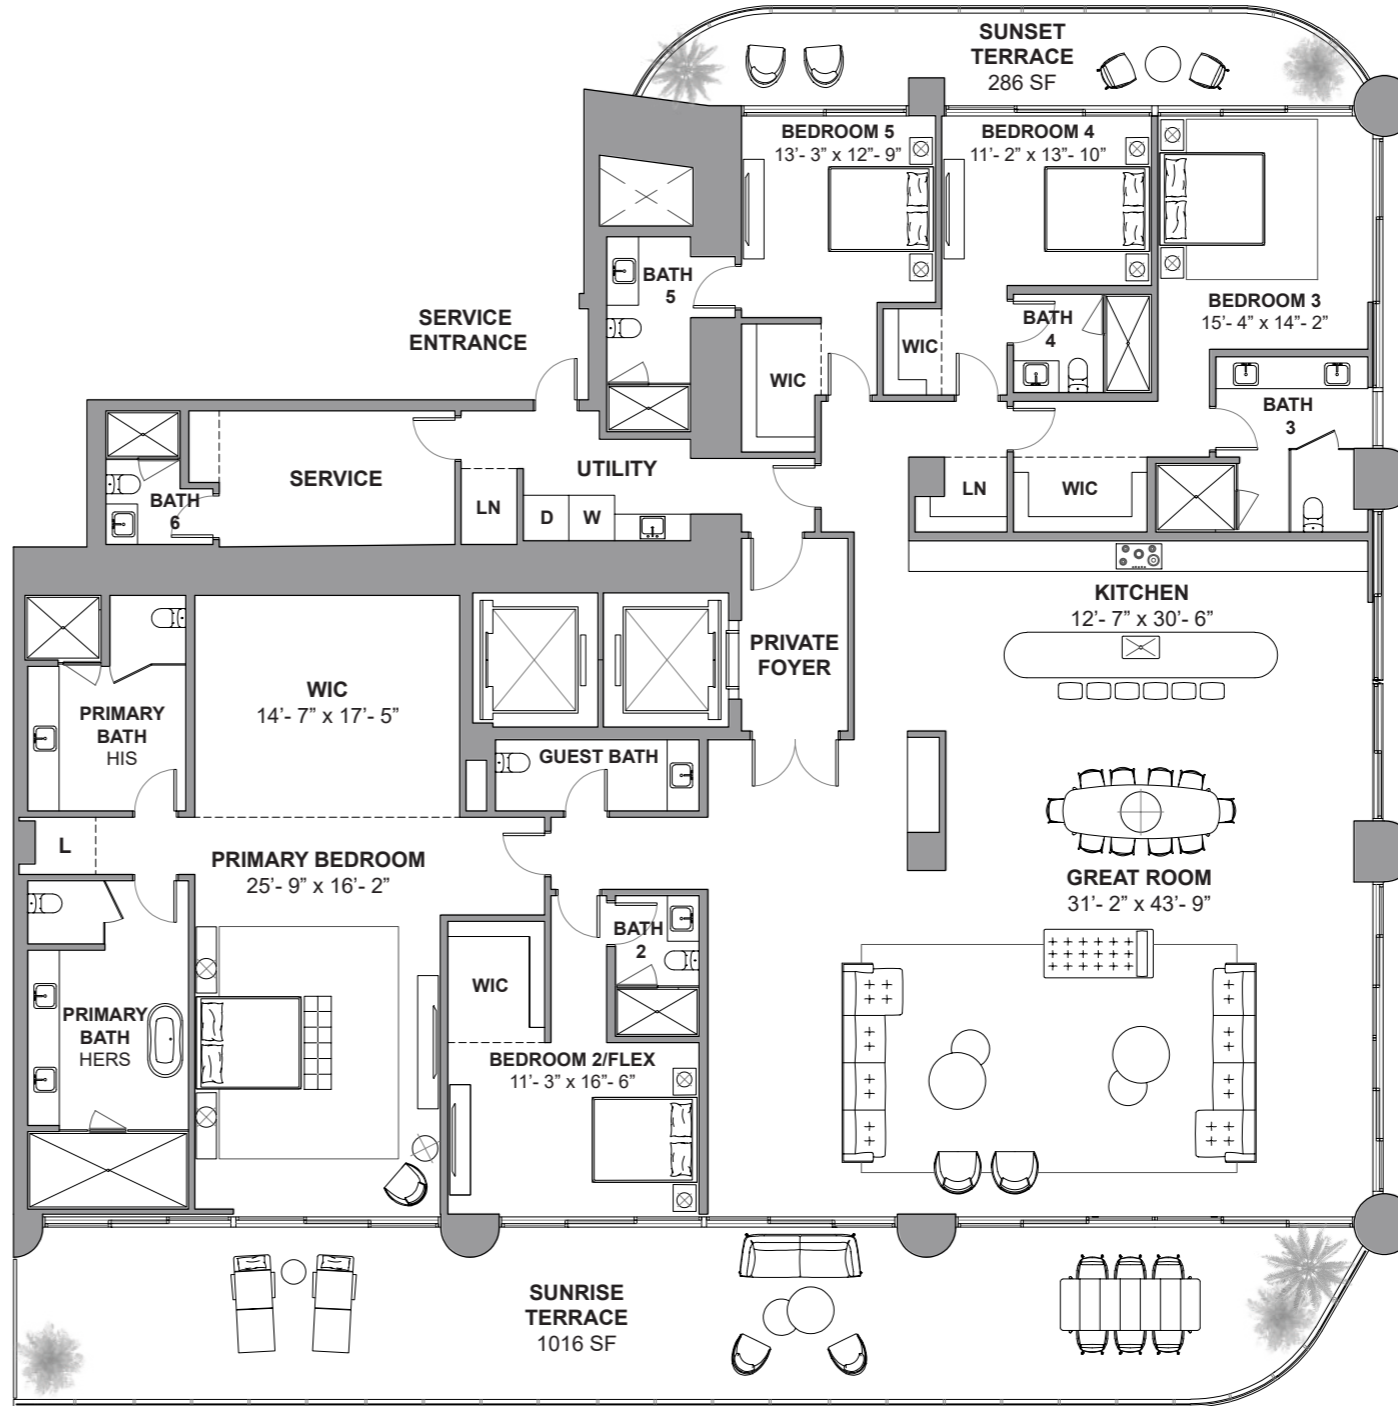 SUNSET
TERRACE
286 SF
BEDROOM 5
13’- 3” x 12”- 9”
BEDROOM 4
11’- 2” x 13”- 10”
BEDROOM 3
15’- 4” x 14”- 2”
BATH
5
BATH
4
WIC
WIC
SERVICE
ENTRANCE
BATH
3
SERVICE
UTILITY
LN
D
W
LN
WIC
BATH
6
KITCHEN
12’- 7” x 30’- 6”
PRIVATE
FOYER
WIC
14’- 7” x 17’- 5”
PRIMARY
BATH
HIS
GUEST BATH
L
PRIMARY BEDROOM
25’- 9” x 16’- 2”
GREAT ROOM
31’- 2” x 43’- 9”
BATH
2
WIC
PRIMARY
BATH
HERS
BEDROOM 2/FLEX
11’- 3” x 16”- 6”
SUNRISE
TERRACE
1016 SF